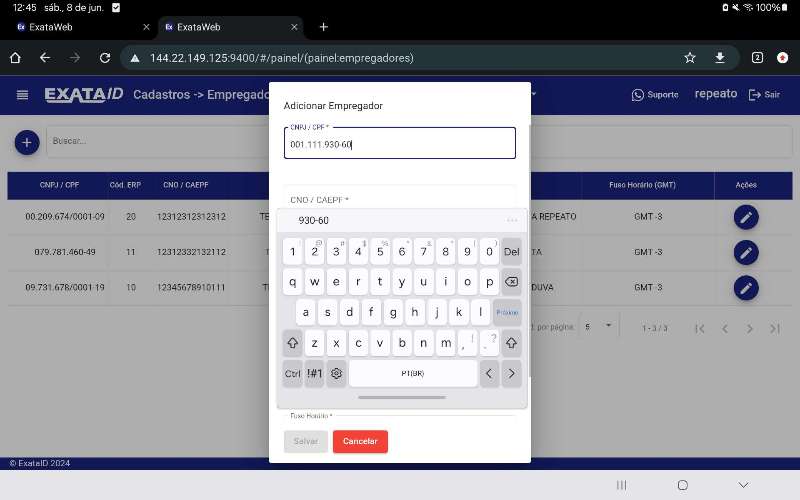 12:45 sáb., 8 de jun.
100%
ExataWeb
ExataWeb
144.22.149.125:9400/#/painel/(painel:empregadores)
2
EXATAID Cadastros -> Empregado
Suporte
repeato
Sair
Adicionar Empregador
CNPJ / CPF *
001.111.930-60
Buscar...
CNPJ / CPF Cód. ERP CNO / CAEPF Fuso Horário (GMT) Ações
CNO / CAEPF *
00.209.674/0001-09 20 12312312312312 TE A REPEATO GMT -3
079.781.460-49 11 12312332132112 TA GMT -3
09.731.678/0001-19 10 12345678910111 DUVA GMT -3
por página: 5 1 - 3 / 3
930-60
1 2 3 4 5 6 7 8 9 0 Del
q w e r t y u i o p
a s d f g h j k l Próximo
z x c v b n m , ! . ?
Ctrl !#1 PT(BR)
Fuso Horário *
Salvar Cancelar
© ExataID 2024